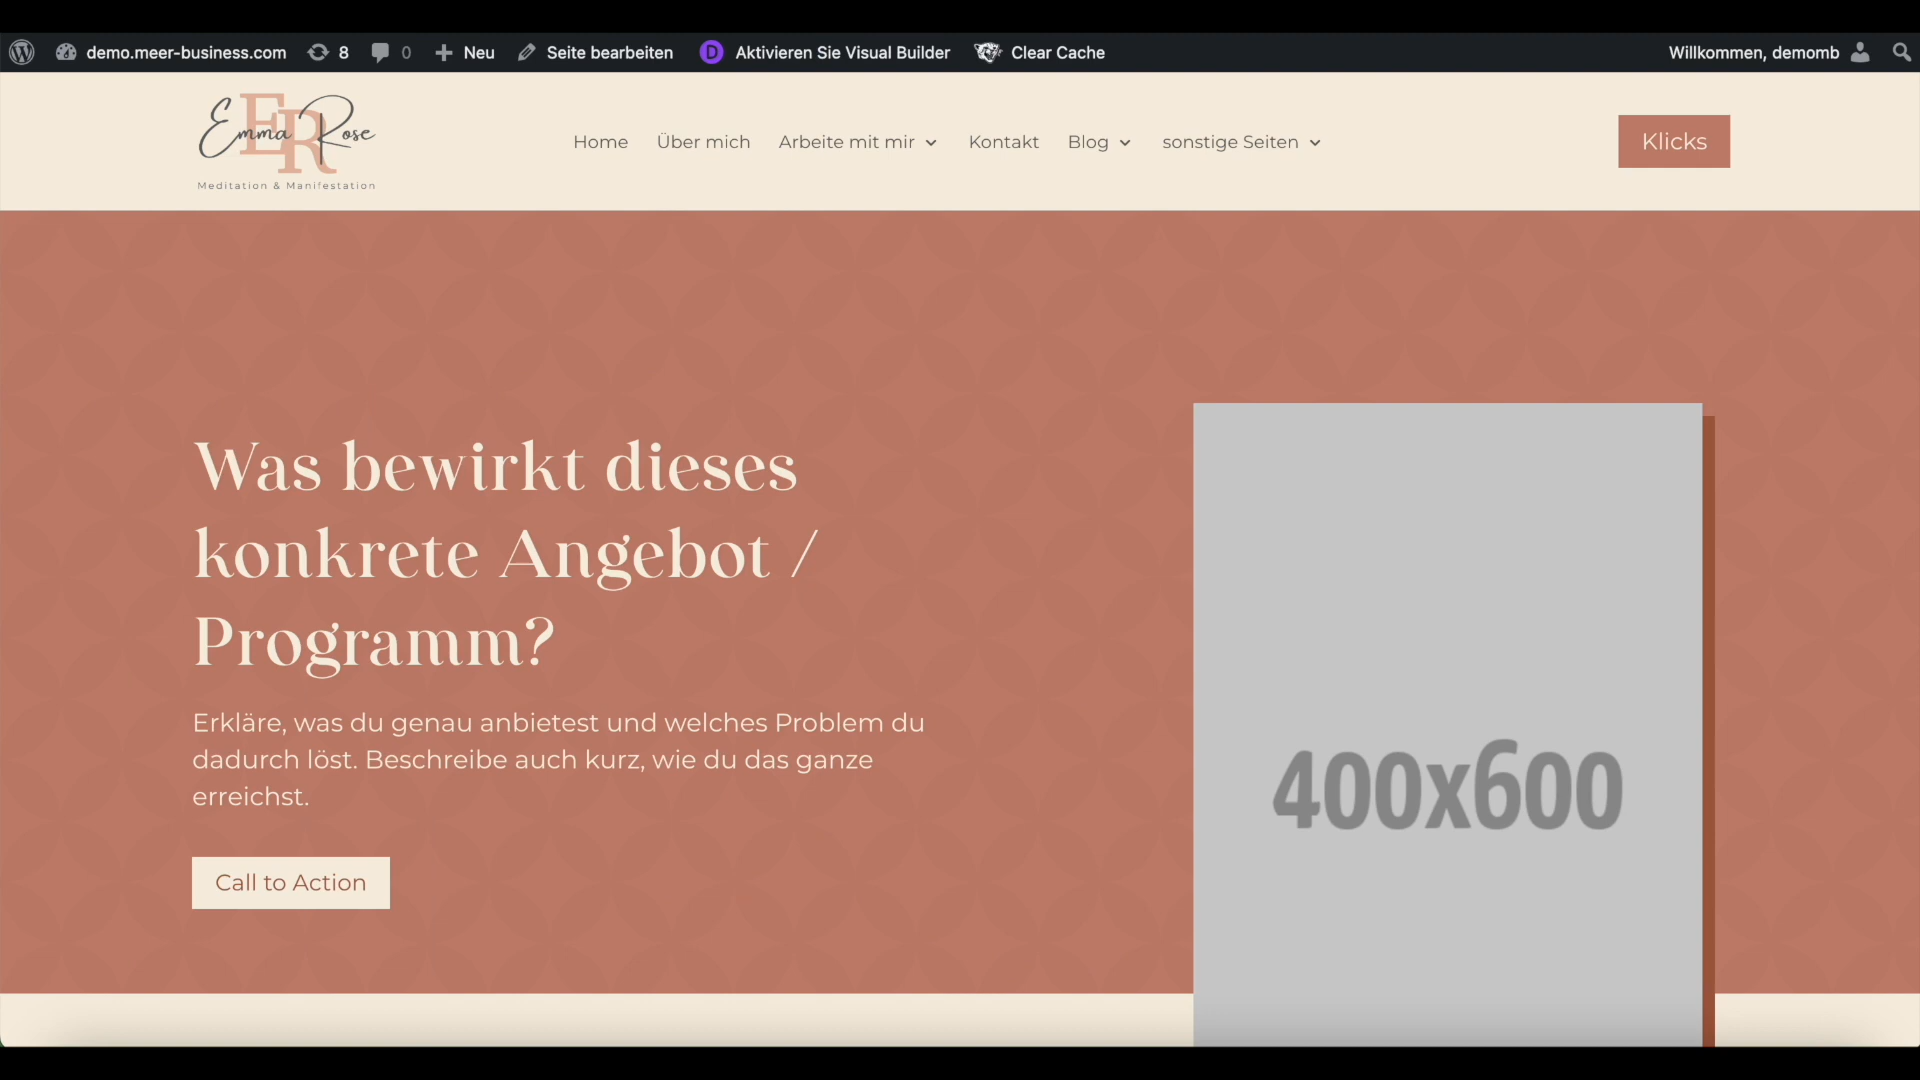 demo.meer-business.com 8 0 Neu Seite bearbeiten D Aktivieren Sie Visual Builder Clear Cache Willkommen, demomb
ER
Emma Rose
Meditation & Manifestation
Home Über mich Arbeite mit mir Kontakt Blog sonstige Seiten
Klicks
Was bewirkt dieses
konkrete Angebot /
Programm?
Erkläre, was du genau anbietest und welches Problem du
dadurch löst. Beschreibe auch kurz, wie du das ganze
erreichst.
Call to Action
400x600